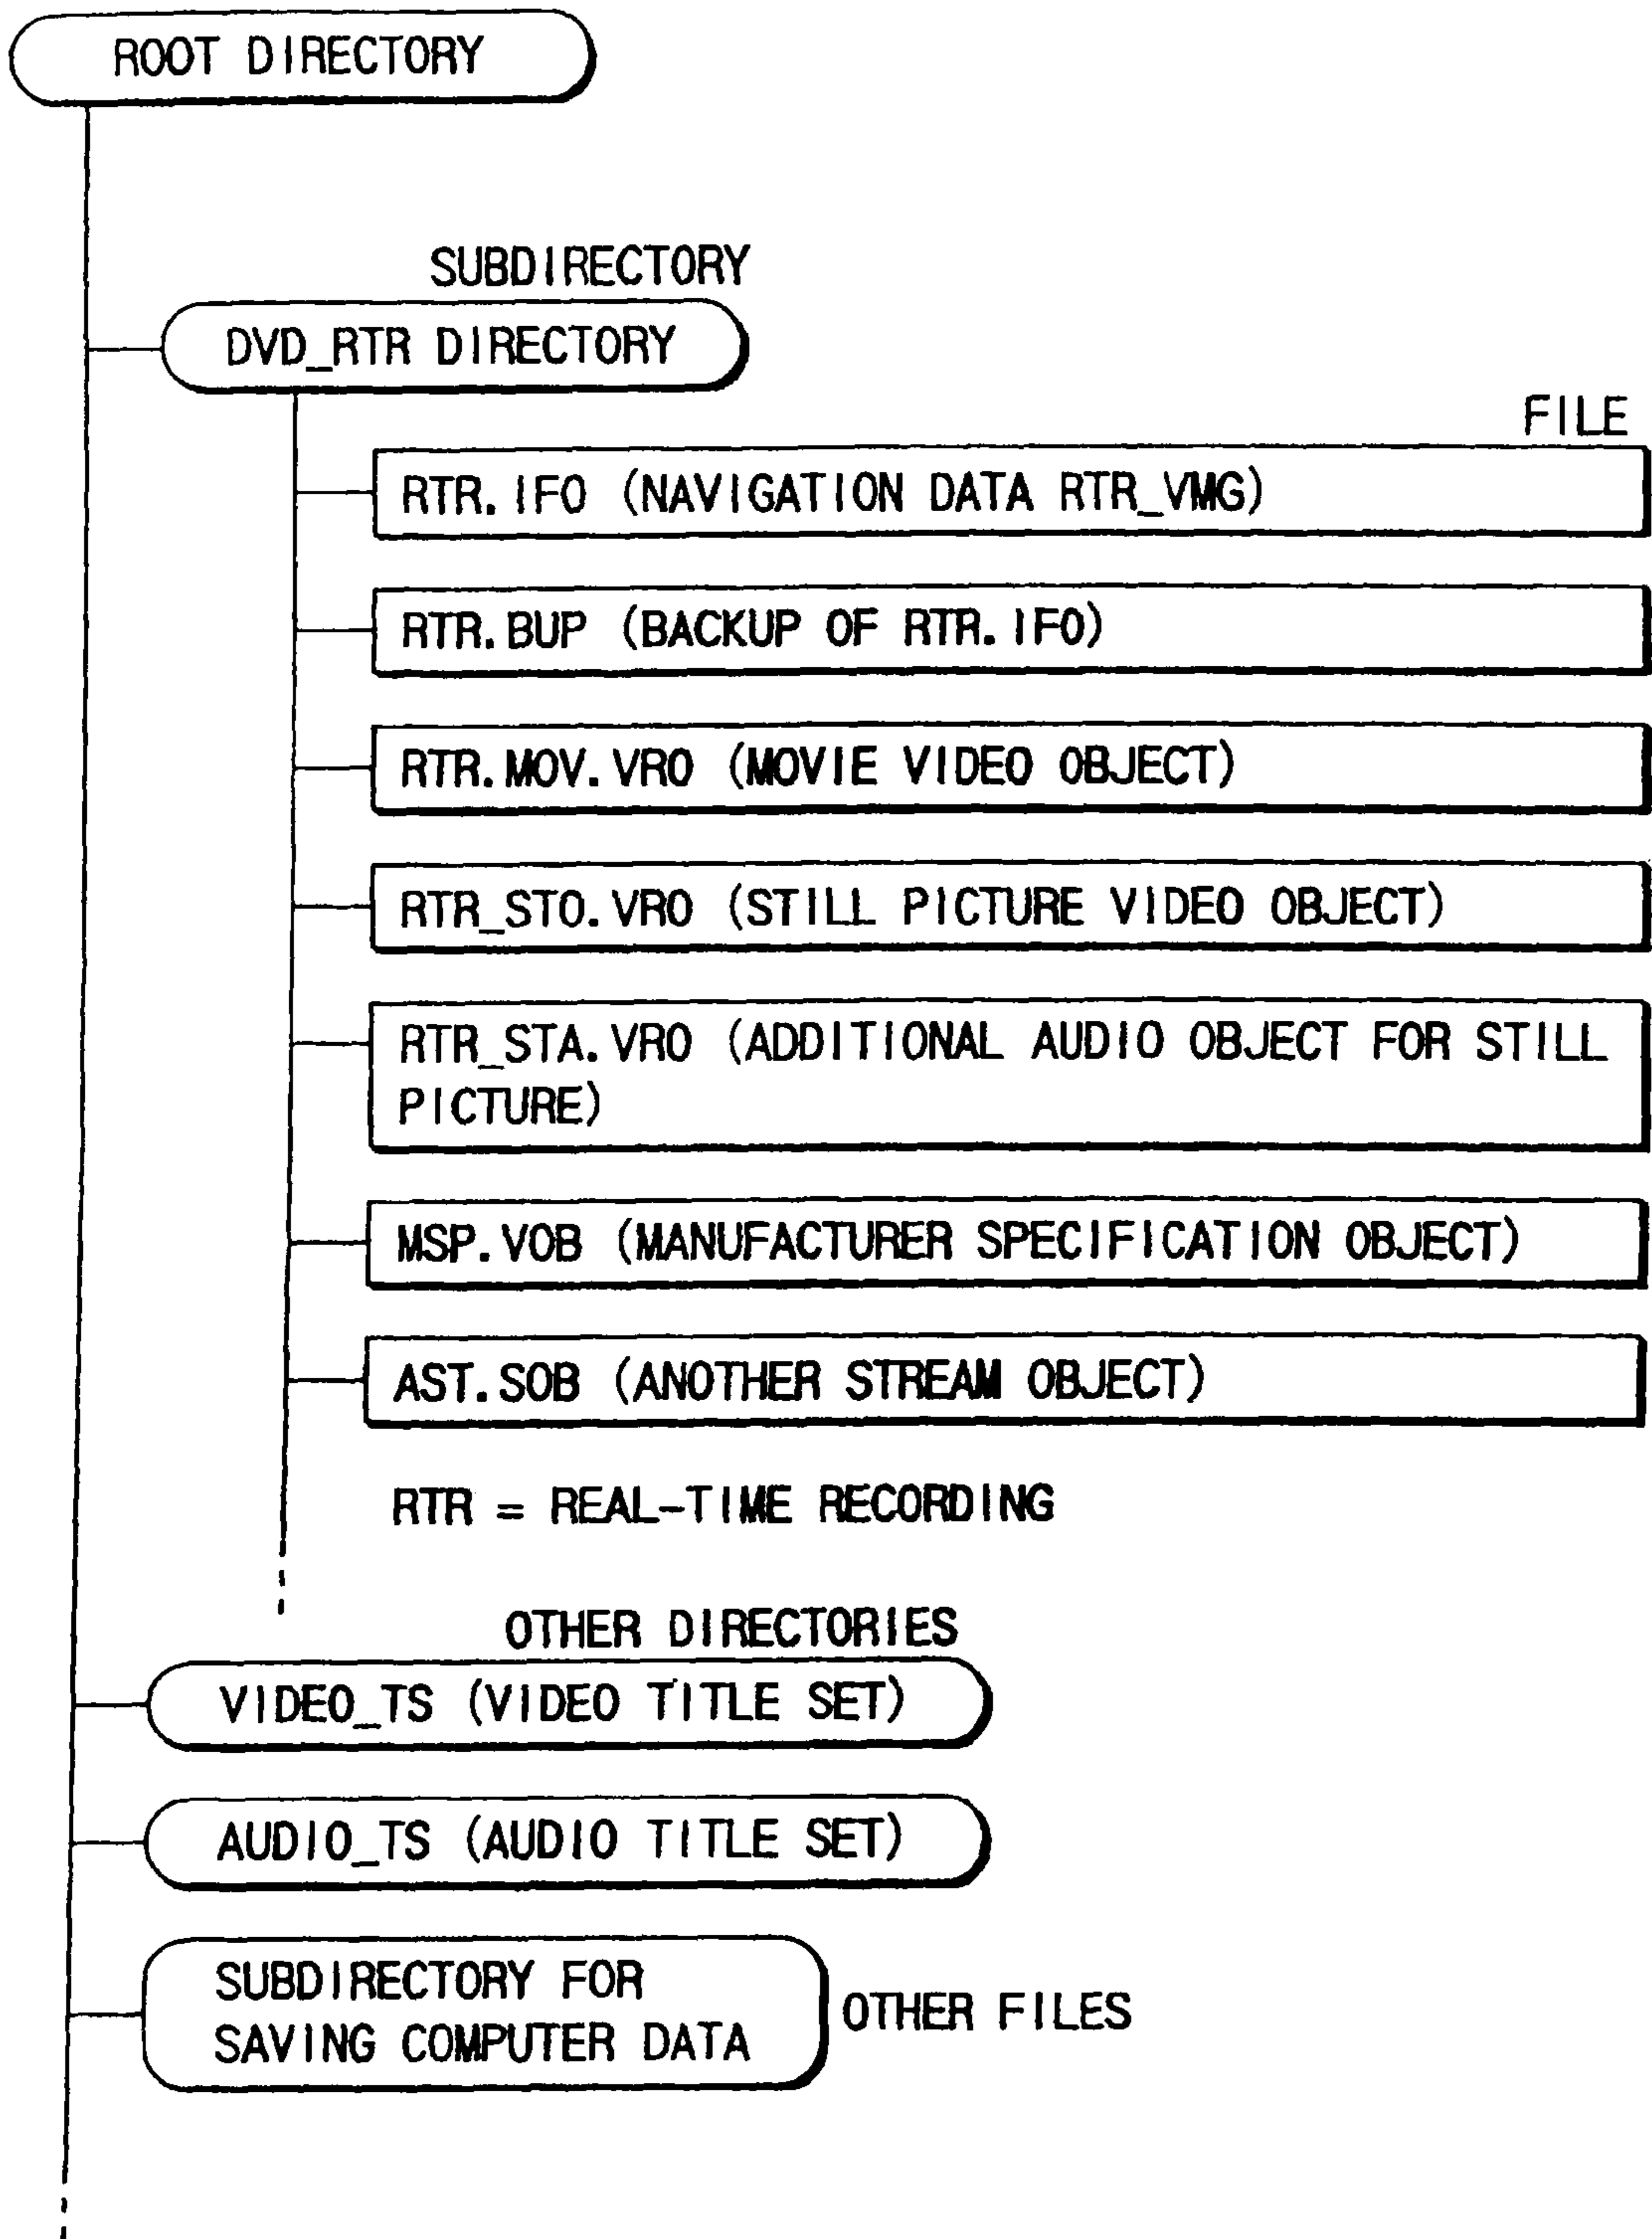 ROOT DIRECTORY
SUBDIRECTORY
DVD_RTR DIRECTORY
FILE
RTR.IFO (NAVIGATION DATA RTR_VMG)
RTR.BUP (BACKUP OF RTR.IFO)
RTR.MOV.VRO (MOVIE VIDEO OBJECT)
RTR_STO.VRO (STILL PICTURE VIDEO OBJECT)
RTR_STA.VRO (ADDITIONAL AUDIO OBJECT FOR STILL
PICTURE)
MSP.VOB (MANUFACTURER SPECIFICATION OBJECT)
AST.SOB (ANOTHER STREAM OBJECT)
RTR = REAL-TIME RECORDING
OTHER DIRECTORIES
VIDEO_TS (VIDEO TITLE SET)
AUDIO_TS (AUDIO TITLE SET)
SUBDIRECTORY FOR
SAVING COMPUTER DATA
OTHER FILES